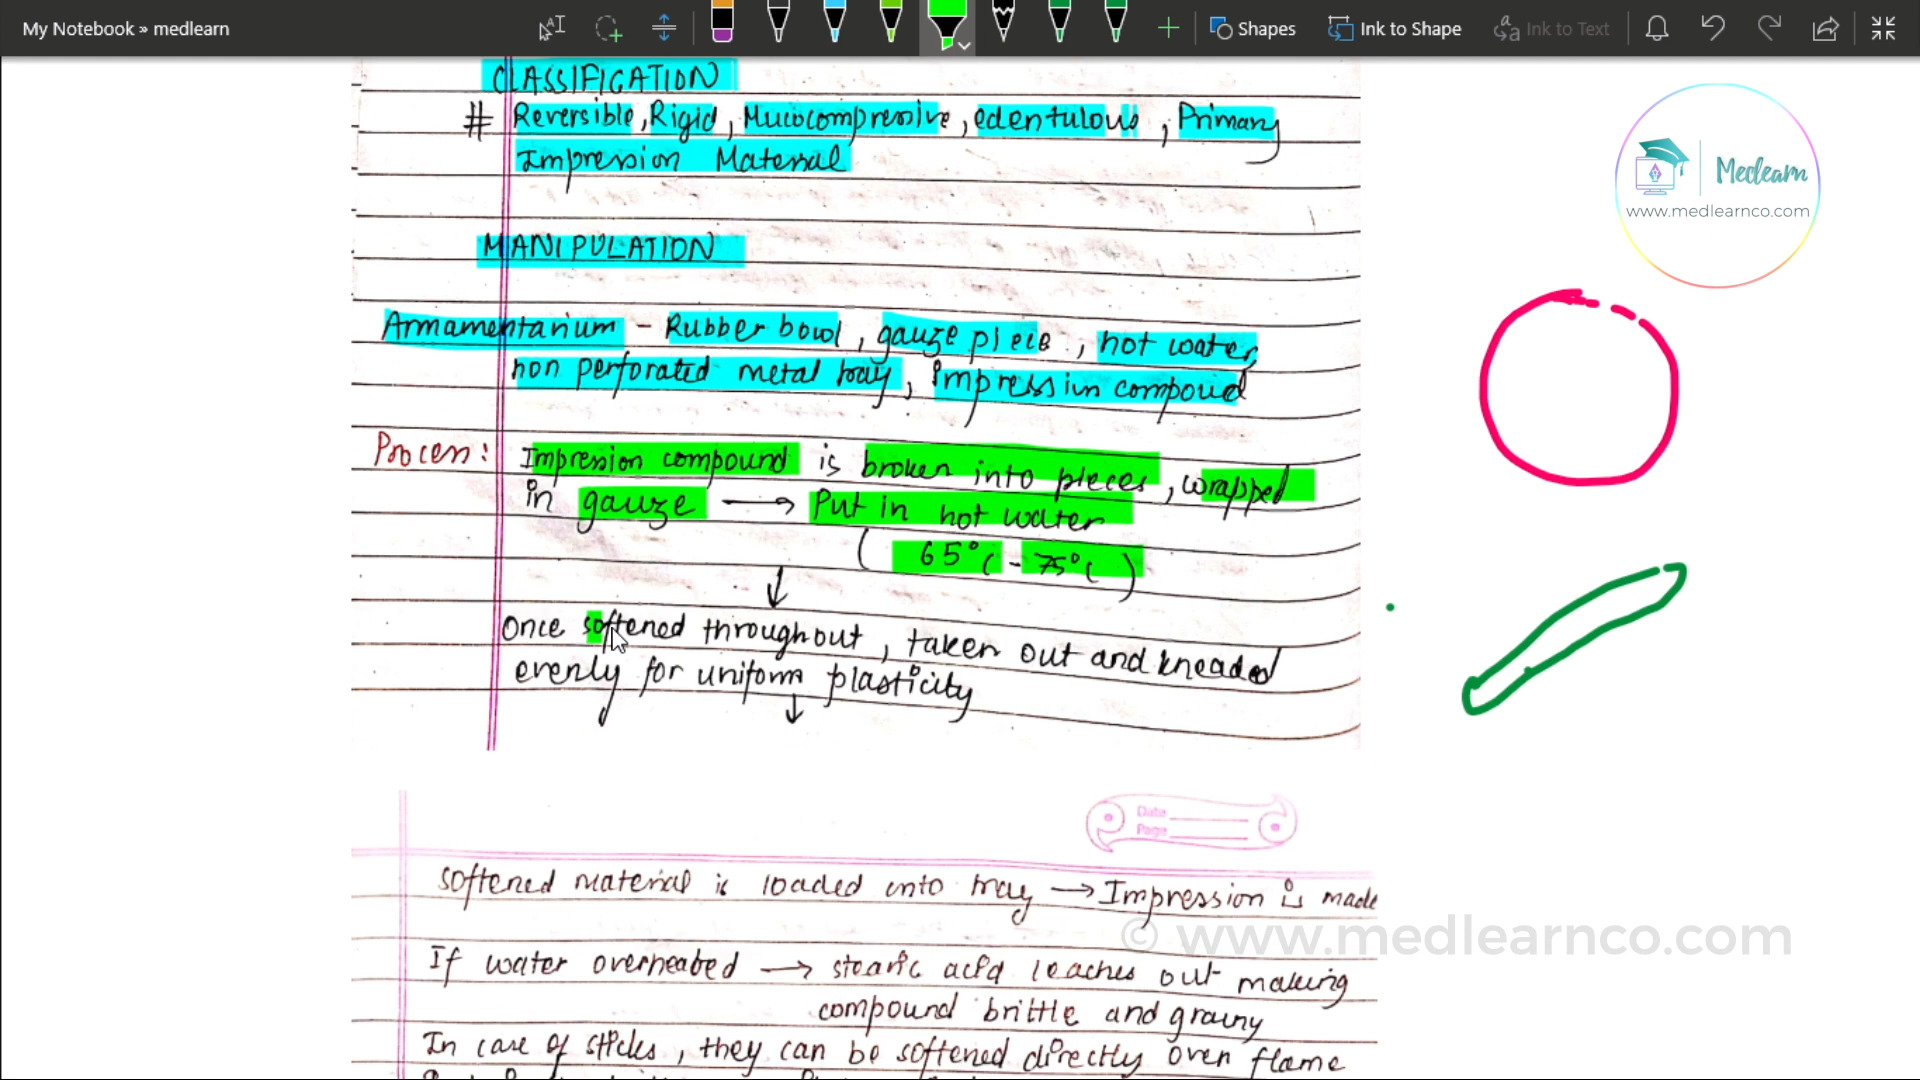 My Notebook » medlearn
Shapes
Ink to Shape
Ink to Text
CLASSIFICATION
# Reversible, Rigid, Mucocompressive, edentulous, Primary
Impression Material
Medlearn
www.medlearnco.com
MANIPULATION
Armamentarium - Rubber bowl, gauze piece, hot water,
non perforated metal tray, Impression compound
Process: Impression compound is broken into pieces, wrapped
in gauze → Put in hot water
(65°C - 75°C)
↓
Once softened throughout, taken out and kneaded
evenly for uniform plasticity
↓
Date
Page
softened material is loaded into tray → Impression is made
© www.medlearnco.com
If water overheated → stearic acid leaches out making
compound brittle and grainy
In case of sticks, they can be softened directly over flame